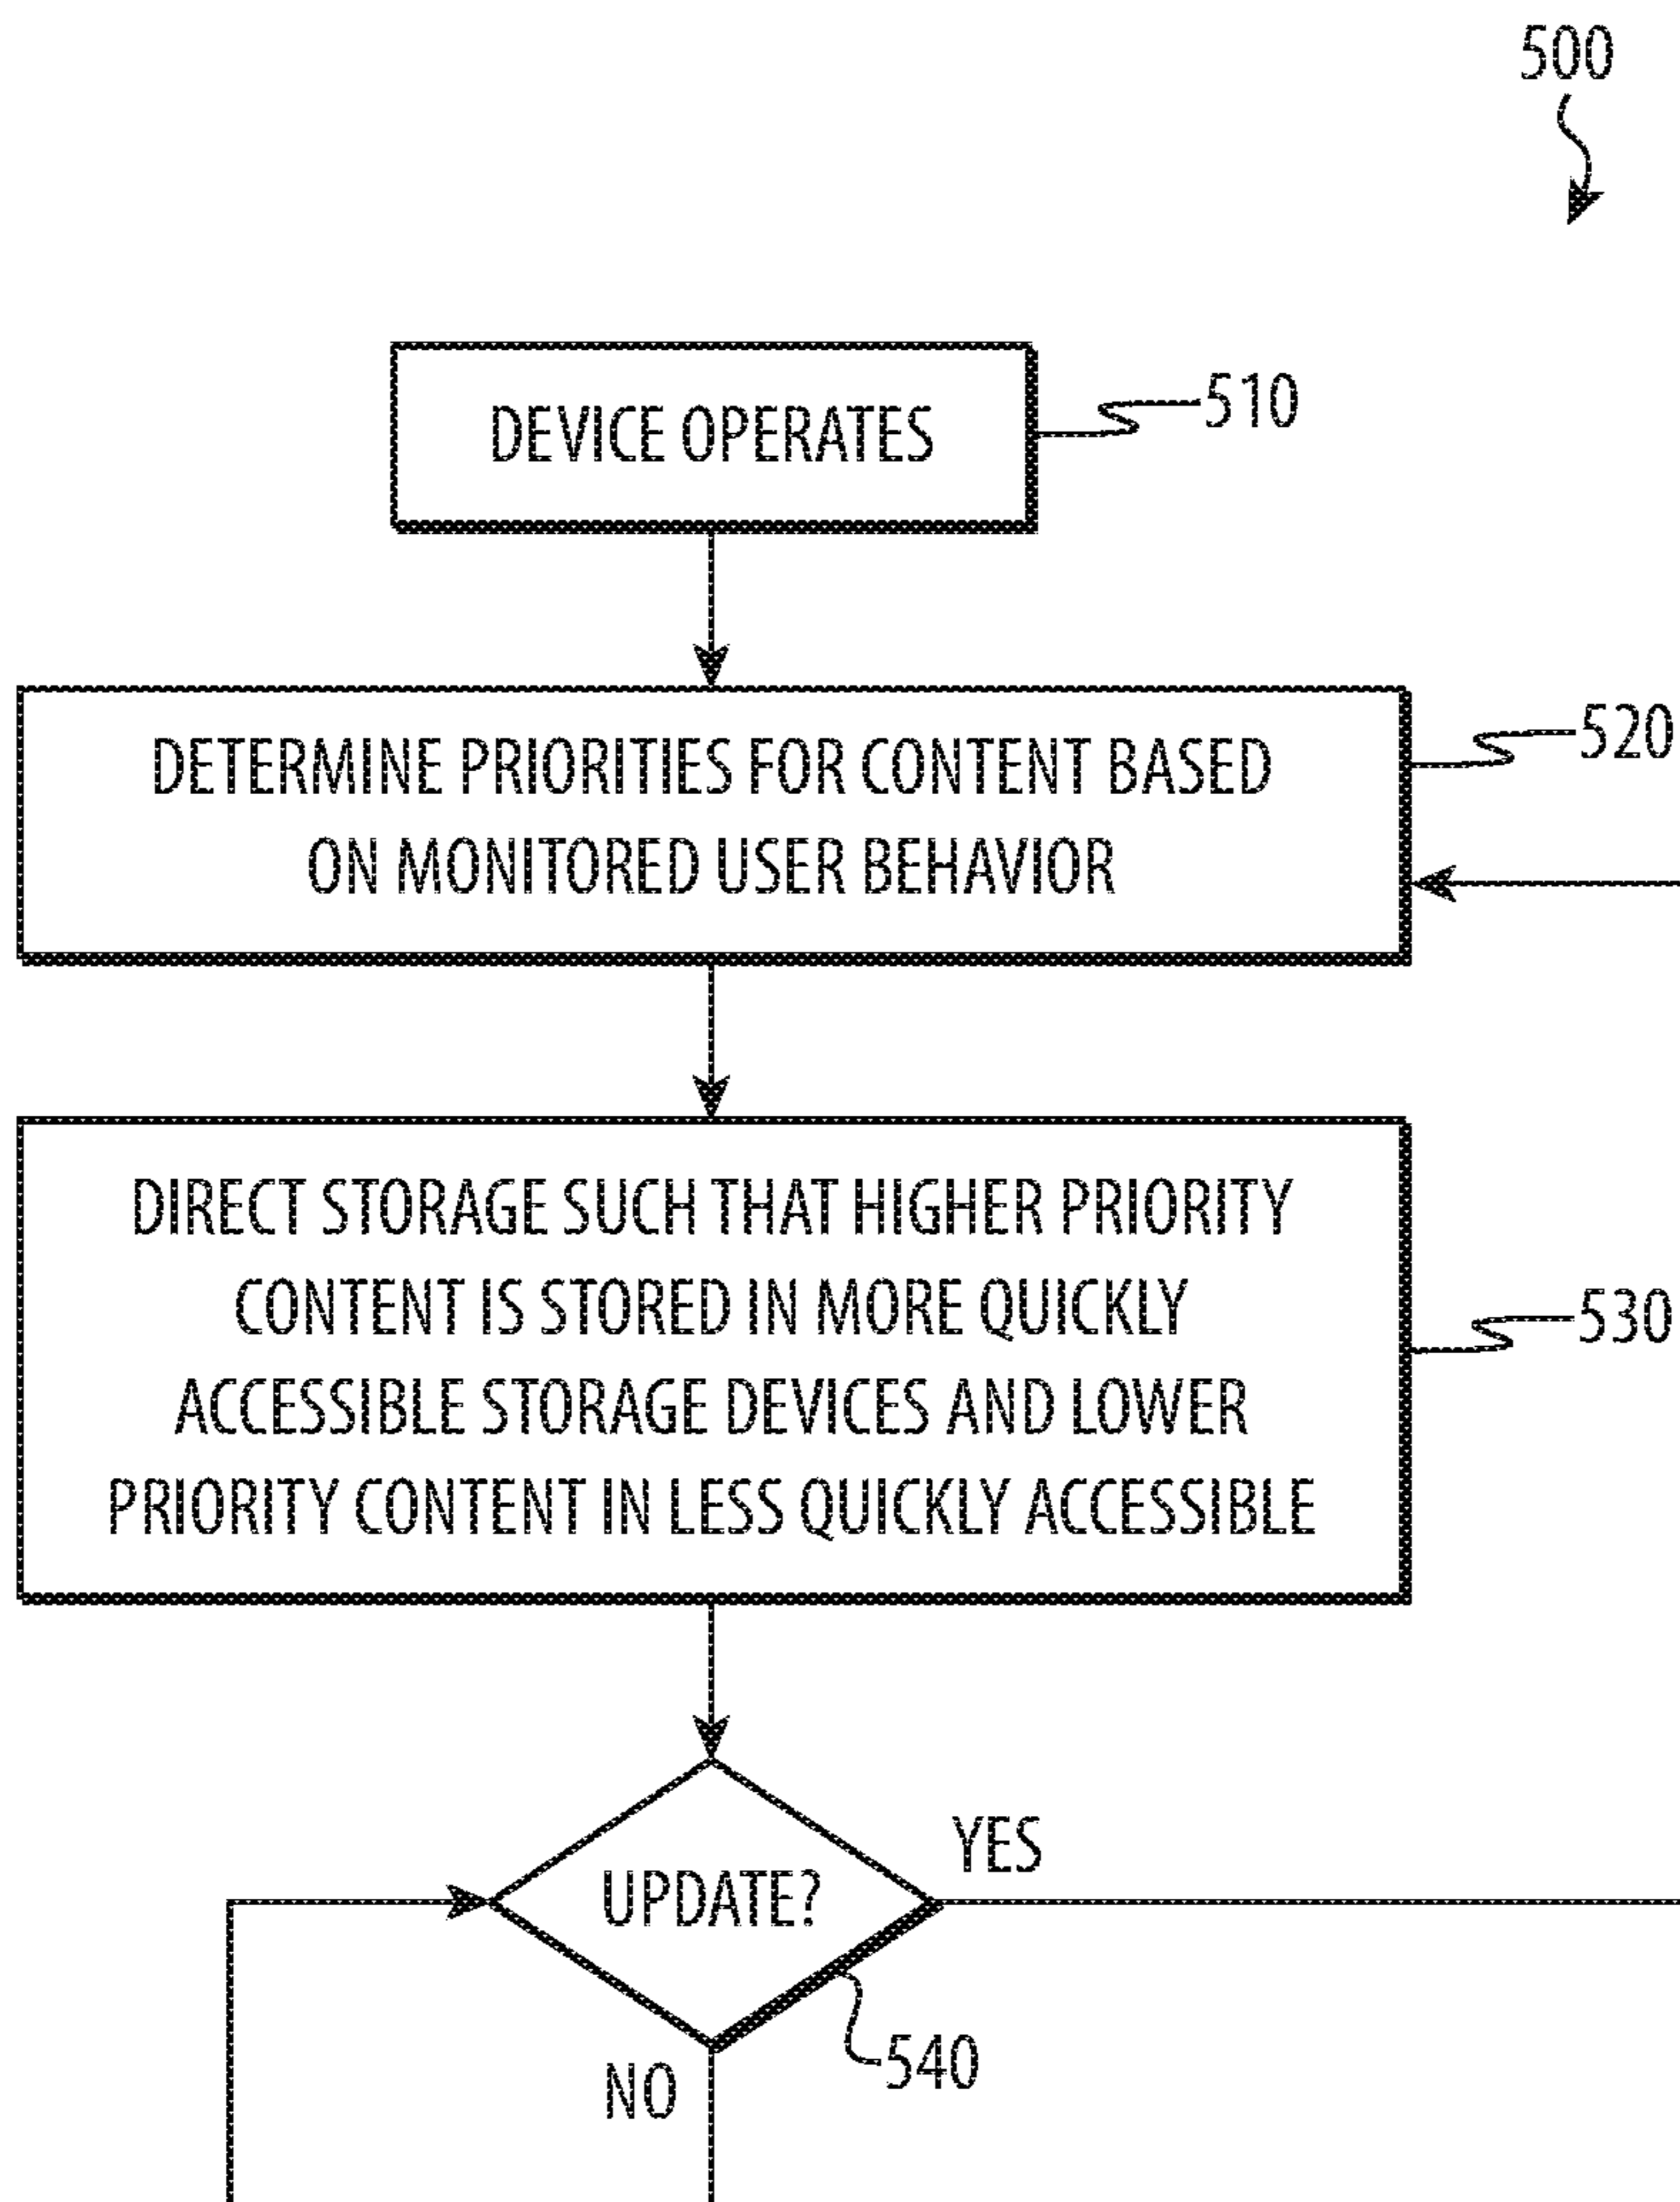 500
DEVICE OPERATES
510
DETERMINE PRIORITIES FOR CONTENT BASED
ON MONITORED USER BEHAVIOR
520
DIRECT STORAGE SUCH THAT HIGHER PRIORITY
CONTENT IS STORED IN MORE QUICKLY
ACCESSIBLE STORAGE DEVICES AND LOWER
PRIORITY CONTENT IN LESS QUICKLY ACCESSIBLE
530
UPDATE?
YES
NO
540